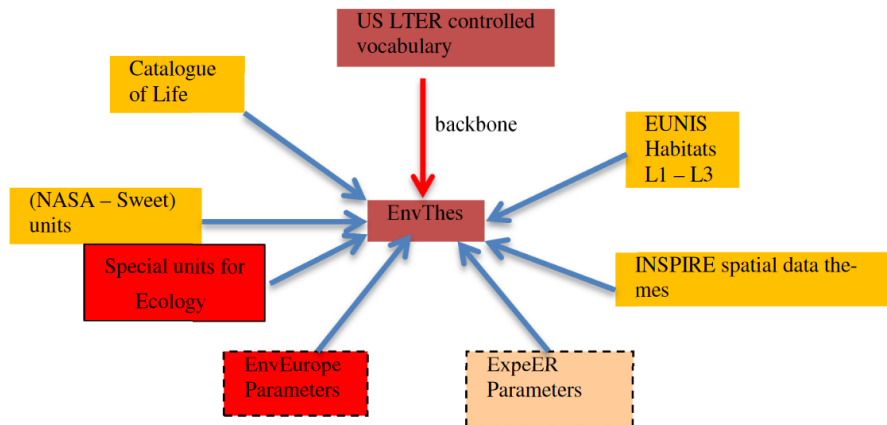 US LTER controlled
vocabulary
Catalogue
of Life
backbone
EUNIS
Habitats
L1 – L3
(NASA – Sweet)
units
EnvThes
Special units for
Ecology
INSPIRE spatial data the-
mes
EnvEurope
Parameters
ExpeER
Parameters